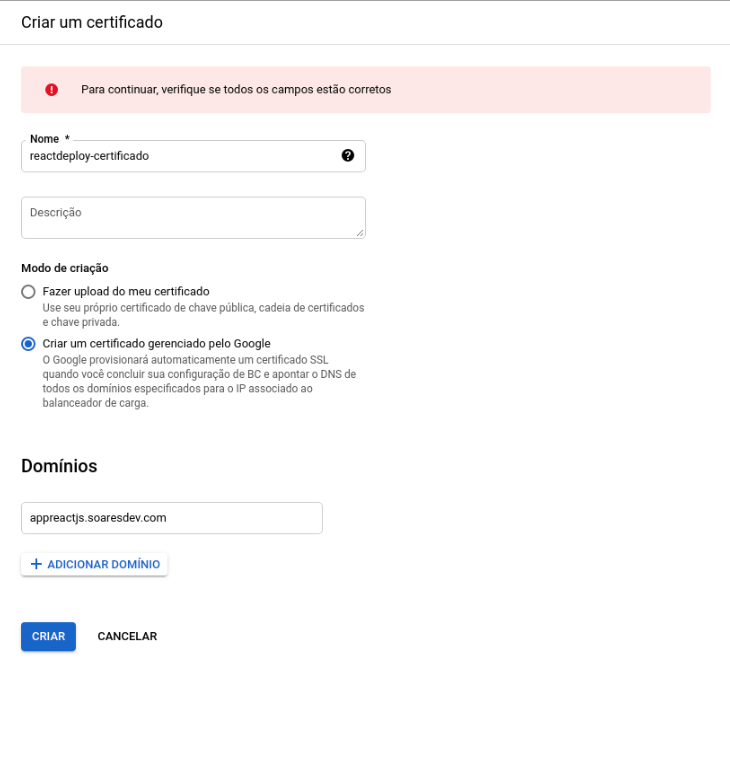 Criar um certificado
Para continuar, verifique se todos os campos estão corretos
Nome *
reactdeploy-certificado
Descrição
Modo de criação
Fazer upload do meu certificado
Use seu próprio certificado de chave pública, cadeia de certificados
e chave privada.
Criar um certificado gerenciado pelo Google
O Google provisionará automaticamente um certificado SSL
quando você concluir sua configuração de BC e apontar o DNS de
todos os domínios especificados para o IP associado ao
balanceador de carga.
Domínios
appreactjs.soaresdev.com
ADICIONAR DOMÍNIO
CRIAR CANCELAR